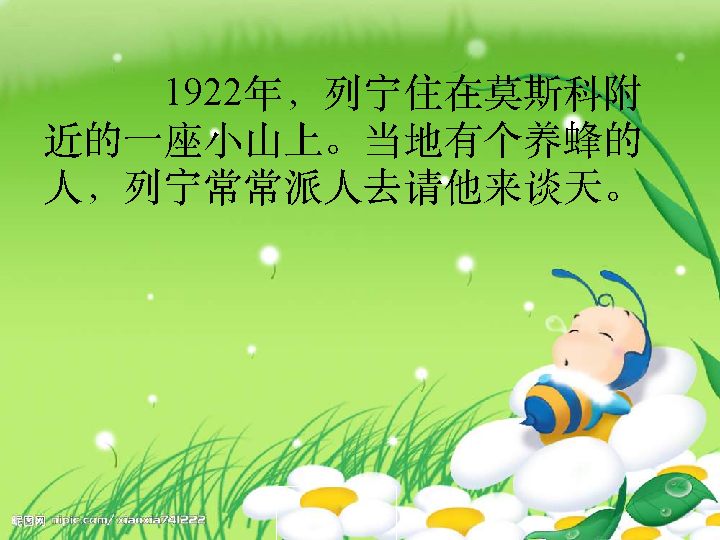 1922年，列宁住在莫斯科附
近的一座小山上。当地有个养蜂的
人，列宁常常派人去请他来谈天。
昵图网 nipic.com/xiaoxia741222